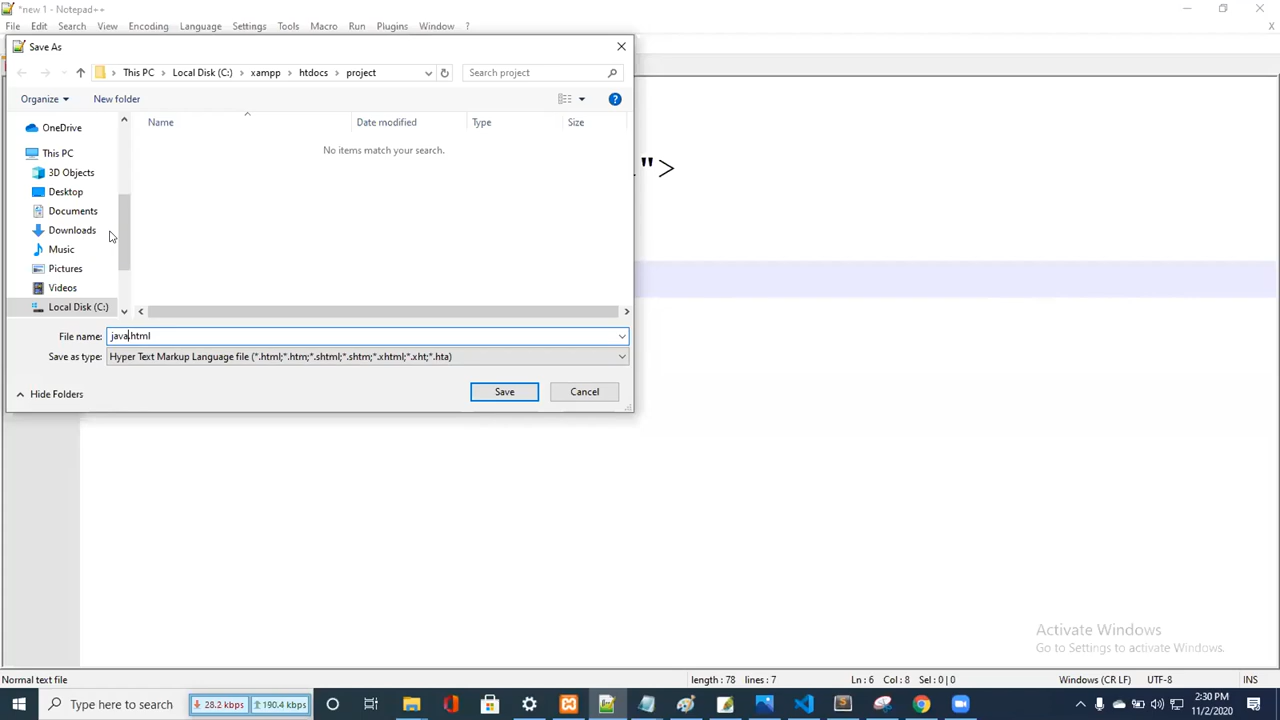 *new 1 - Notepad++
File Edit Search View Encoding Language Settings Tools Macro Run Plugins Window ? X
Save As
This PC > Local Disk (C:) > xampp > htdocs > project
Search project
Organize New folder
Name Date modified Type Size
No items match your search.
OneDrive
This PC
3D Objects
Desktop
Documents
Downloads
Music
Pictures
Videos
Local Disk (C:)
">
File name: java.html
Save as type: Hyper Text Markup Language file (*.html;*.htm;*.shtml;*.shtm;*.xhtml;*.xht;*.hta)
Hide Folders
Save Cancel
Activate Windows
Go to Settings to activate Windows.
Normal text file length : 78 lines : 7 Ln : 6 Col : 8 Sel : 0 | 0 Windows (CR LF) UTF-8 INS
Type here to search
28.2 kbps 190.4 kbps
2:30 PM
11/2/2020